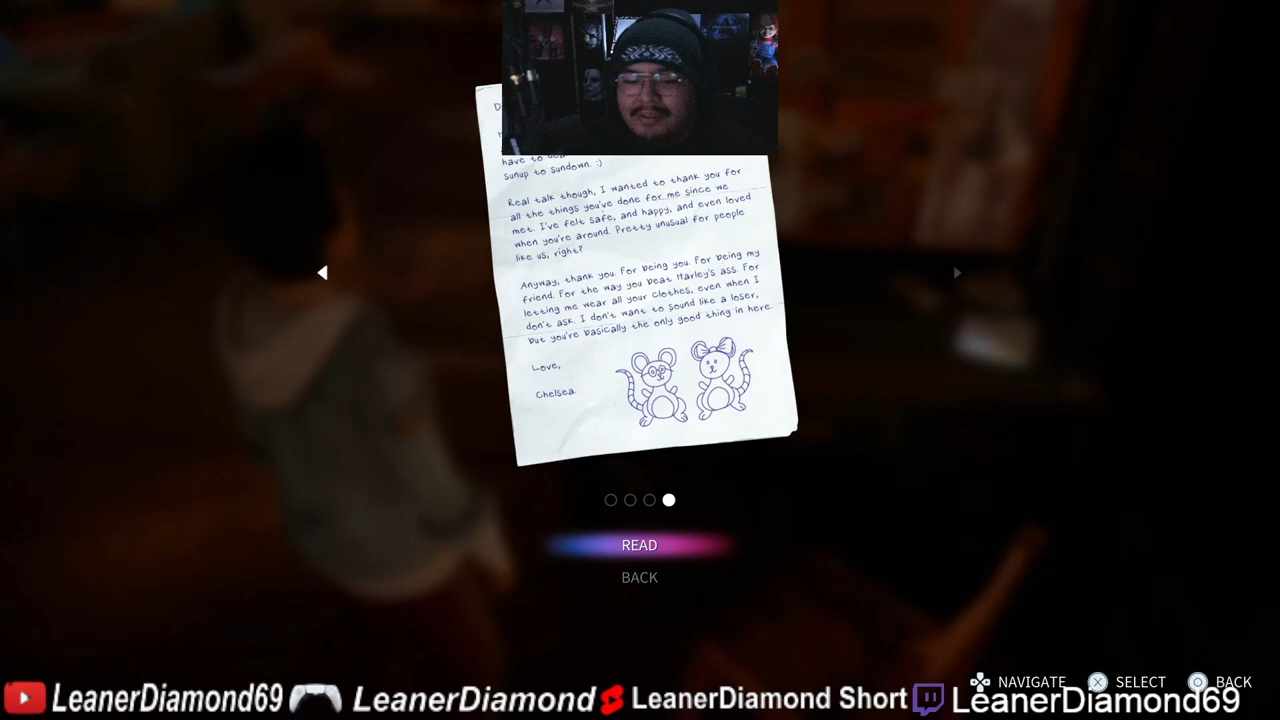 D
have to
sunup to sundown. :)
Real talk though, I wanted to thank you for
all the things you've done for me since we
met. I've felt safe, and happy, and even loved
when you're around. Pretty unusual for people
like us, right?
Anyway, thank you. For being you. For being my
friend. For the way you beat Harley's ass. For
letting me wear all your clothes, even when I
don't ask. I don't want to sound like a loser,
but you're basically the only good thing in here.
Love,
Chelsea.
READ
BACK
NAVIGATE SELECT BACK
LeanerDiamond69 LeanerDiamond LeanerDiamond Short LeanerDiamond69